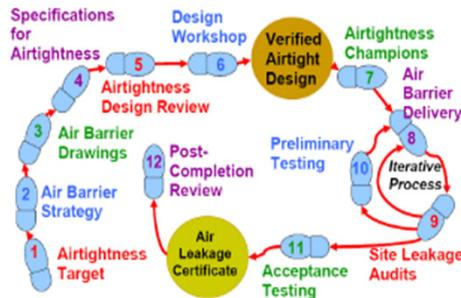 Specifications
for
Airtightness
4
5
Airtightness
Design Review
Design
Workshop
6
Verified
Airtight
Design
Airtightness
Champions
7
Air
Barrier
Delivery
8
3
Air Barrier
Drawings
2
Air Barrier
Strategy
1
Airtightness
Target
12
Post-
Completion
Review
Preliminary
Testing
10
Iterative
Process
9
Site Leakage
Audits
11
Acceptance
Testing
Air
Leakage
Certificate